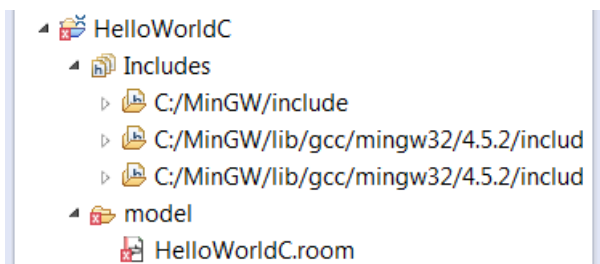 HelloWorldC
Includes
C:/MinGW/include
C:/MinGW/lib/gcc/mingw32/4.5.2/includ
C:/MinGW/lib/gcc/mingw32/4.5.2/includ
model
HelloWorldC.room